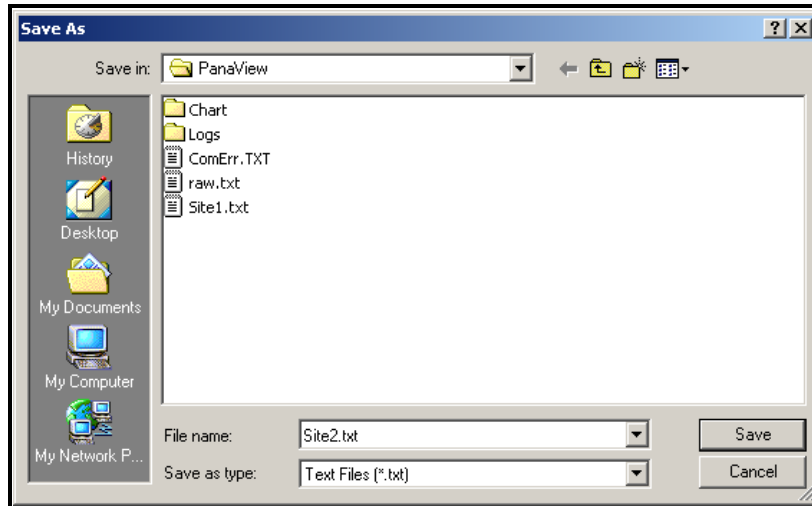 Save As
Save in: PanaView
Chart
Logs
ComErr.TXT
raw.txt
Site1.txt
History
Desktop
My Documents
My Computer
My Network P...
File name: Site2.txt Save
Save as type: Text Files (*.txt) Cancel